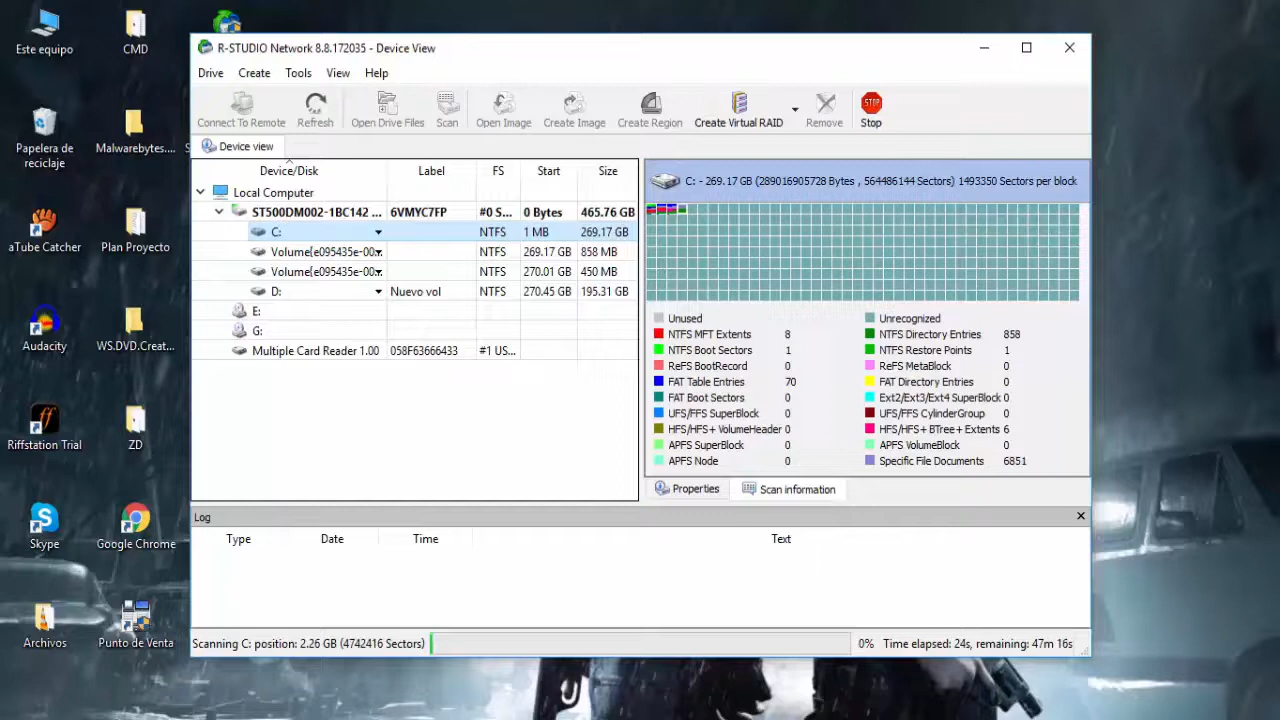 Este equipo
CMD
Papelera de
reciclaje
Malwarebytes....
S
aTube Catcher
Plan Proyecto
Audacity
WS.DVD.Creat...
Riffstation Trial
ZD
Skype
Google Chrome
Archivos
Punto de Venta
R-STUDIO Network 8.8.172035 - Device View
Drive Create Tools View Help
Connect To Remote Refresh Open Drive Files Scan Open Image Create Image Create Region Create Virtual RAID Remove STOP Stop
Device view
Device/Disk Label FS Start Size
Local Computer
ST500DM002-1BC142 ... 6VMYC7FP #0 S... 0 Bytes 465.76 GB
C: NTFS 1 MB 269.17 GB
Volume{e095435e-00... NTFS 269.17 GB 858 MB
Volume{e095435e-00... NTFS 270.01 GB 450 MB
D: Nuevo vol NTFS 270.45 GB 195.31 GB
E:
G:
Multiple Card Reader 1.00 058F63666433 #1 US...
C: - 269.17 GB (289016905728 Bytes , 564486144 Sectors) 1493350 Sectors per block
Unused Unrecognized
NTFS MFT Extents 8 NTFS Directory Entries 858
NTFS Boot Sectors 1 NTFS Restore Points 1
ReFS BootRecord 0 ReFS MetaBlock 0
FAT Table Entries 70 FAT Directory Entries 0
FAT Boot Sectors 0 Ext2/Ext3/Ext4 SuperBlock 0
UFS/FFS SuperBlock 0 UFS/FFS CylinderGroup 0
HFS/HFS+ VolumeHeader 0 HFS/HFS+ BTree+ Extents 6
APFS SuperBlock 0 APFS VolumeBlock 0
APFS Node 0 Specific File Documents 6851
Properties Scan information
Log
Type Date Time Text
Scanning C: position: 2.26 GB (4742416 Sectors) 0% Time elapsed: 24s, remaining: 47m 16s